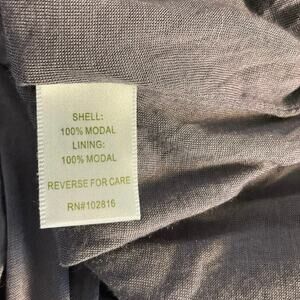 SHELL:
100% MODAL
LINING:
100% MODAL
REVERSE FOR CARE
RN#102816